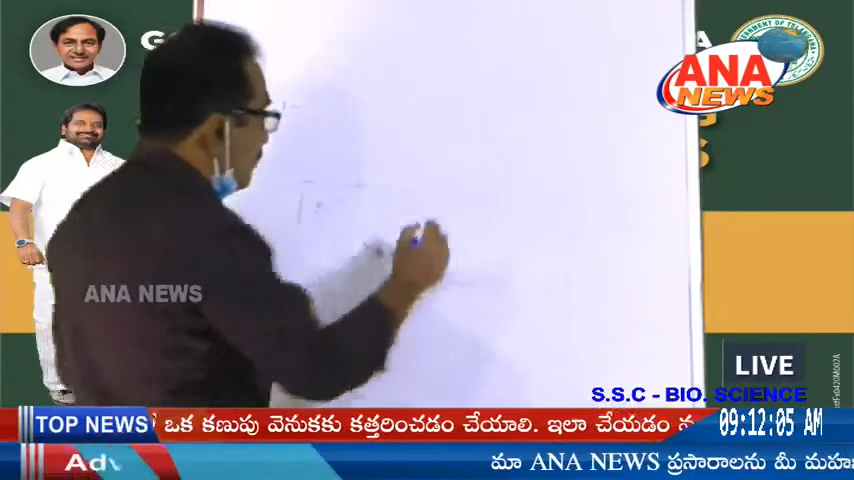 G
ANA
NEWS
ANA NEWS
LIVE
S.S.C - BIO. SCIENCE
TOP NEWS
ఒక కణుపు వెనుకకు కత్తరించడం చేయాలి. ఇలా చేయడం
09:12:05 AM
మా ANA NEWS ప్రసారాలను మీ